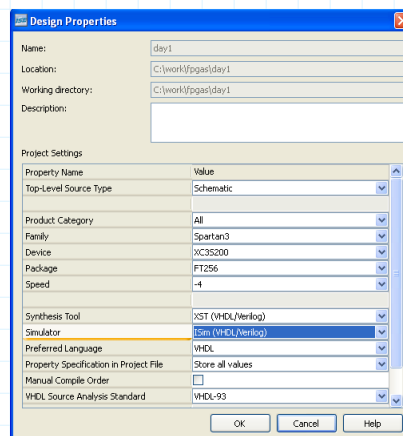 Design Properties
Name: day1
Location: C:\work\fpgas\day1
Working directory: C:\work\fpgas\day1
Description:
Project Settings
Property Name Value
Top-Level Source Type Schematic
Product Category All
Family Spartan3
Device XC3S200
Package FT256
Speed -4
Synthesis Tool XST (VHDL/Verilog)
Simulator ISim (VHDL/Verilog)
Preferred Language VHDL
Property Specification in Project File Store all values
Manual Compile Order
VHDL Source Analysis Standard VHDL-93
OK Cancel Help